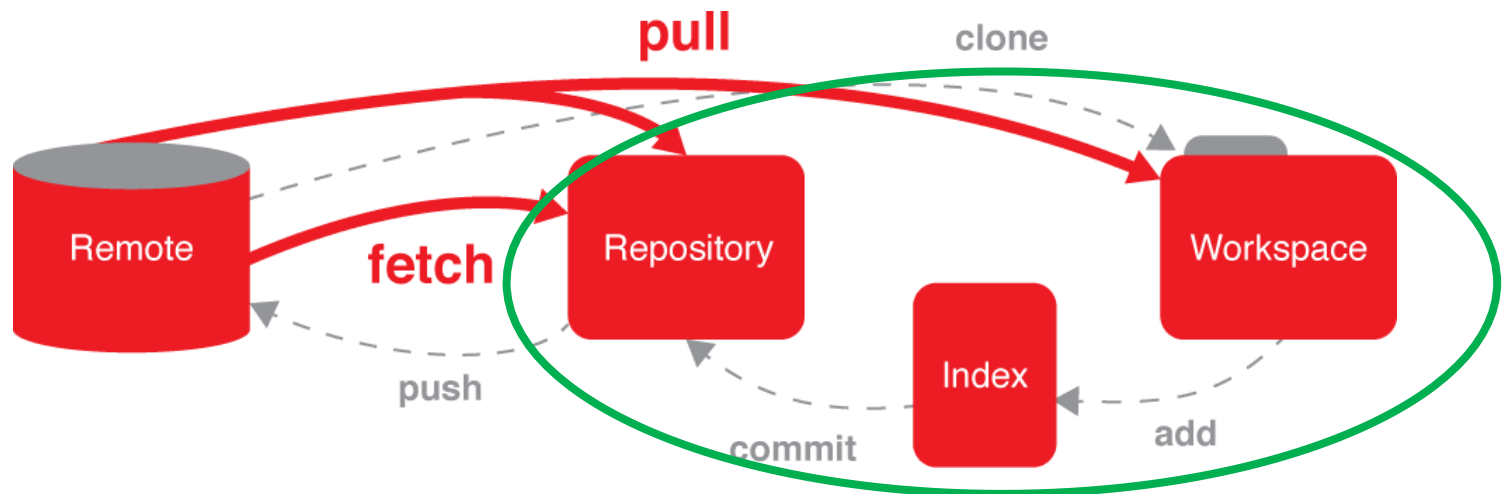 pull
clone
Remote
fetch
Repository
Workspace
push
Index
commit
add